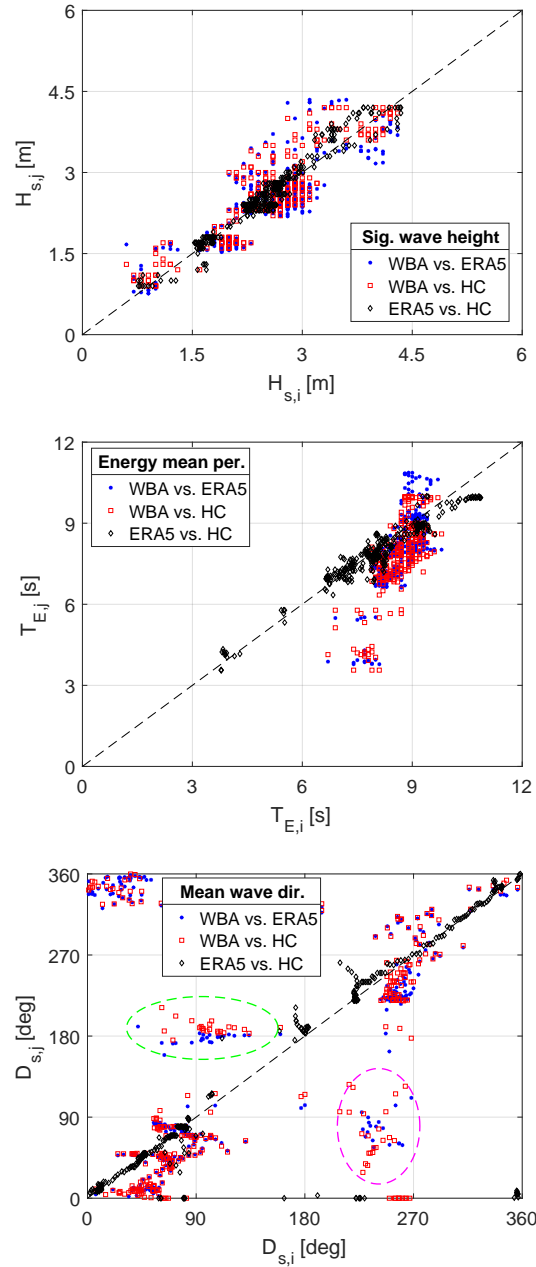 6
4.5
3
1.5
0
H_{s,j} [m]
Sig. wave height
WBA vs. ERA5
WBA vs. HC
ERA5 vs. HC
0 1.5 3 4.5 6
H_{s,i} [m]
12
9
6
3
0
T_{E,j} [s]
Energy mean per.
WBA vs. ERA5
WBA vs. HC
ERA5 vs. HC
0 3 6 9 12
T_{E,i} [s]
360
270
180
90
0
D_{s,j} [deg]
Mean wave dir.
WBA vs. ERA5
WBA vs. HC
ERA5 vs. HC
0 90 180 270 360
D_{s,i} [deg]